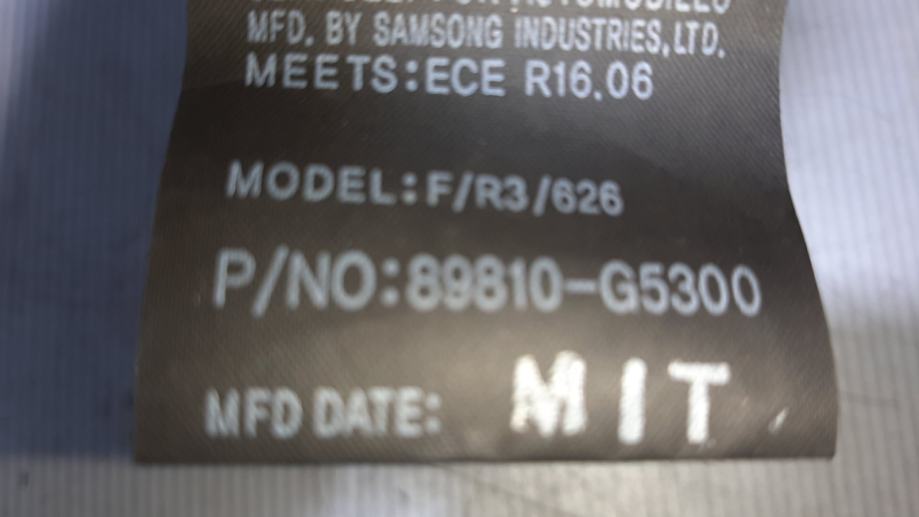 MFD. BY SAMSONG INDUSTRIES,LTD.
MEETS:ECE R16.06
MODEL:F/R3/626
P/NO:89810-G5300
MFD DATE: MIT